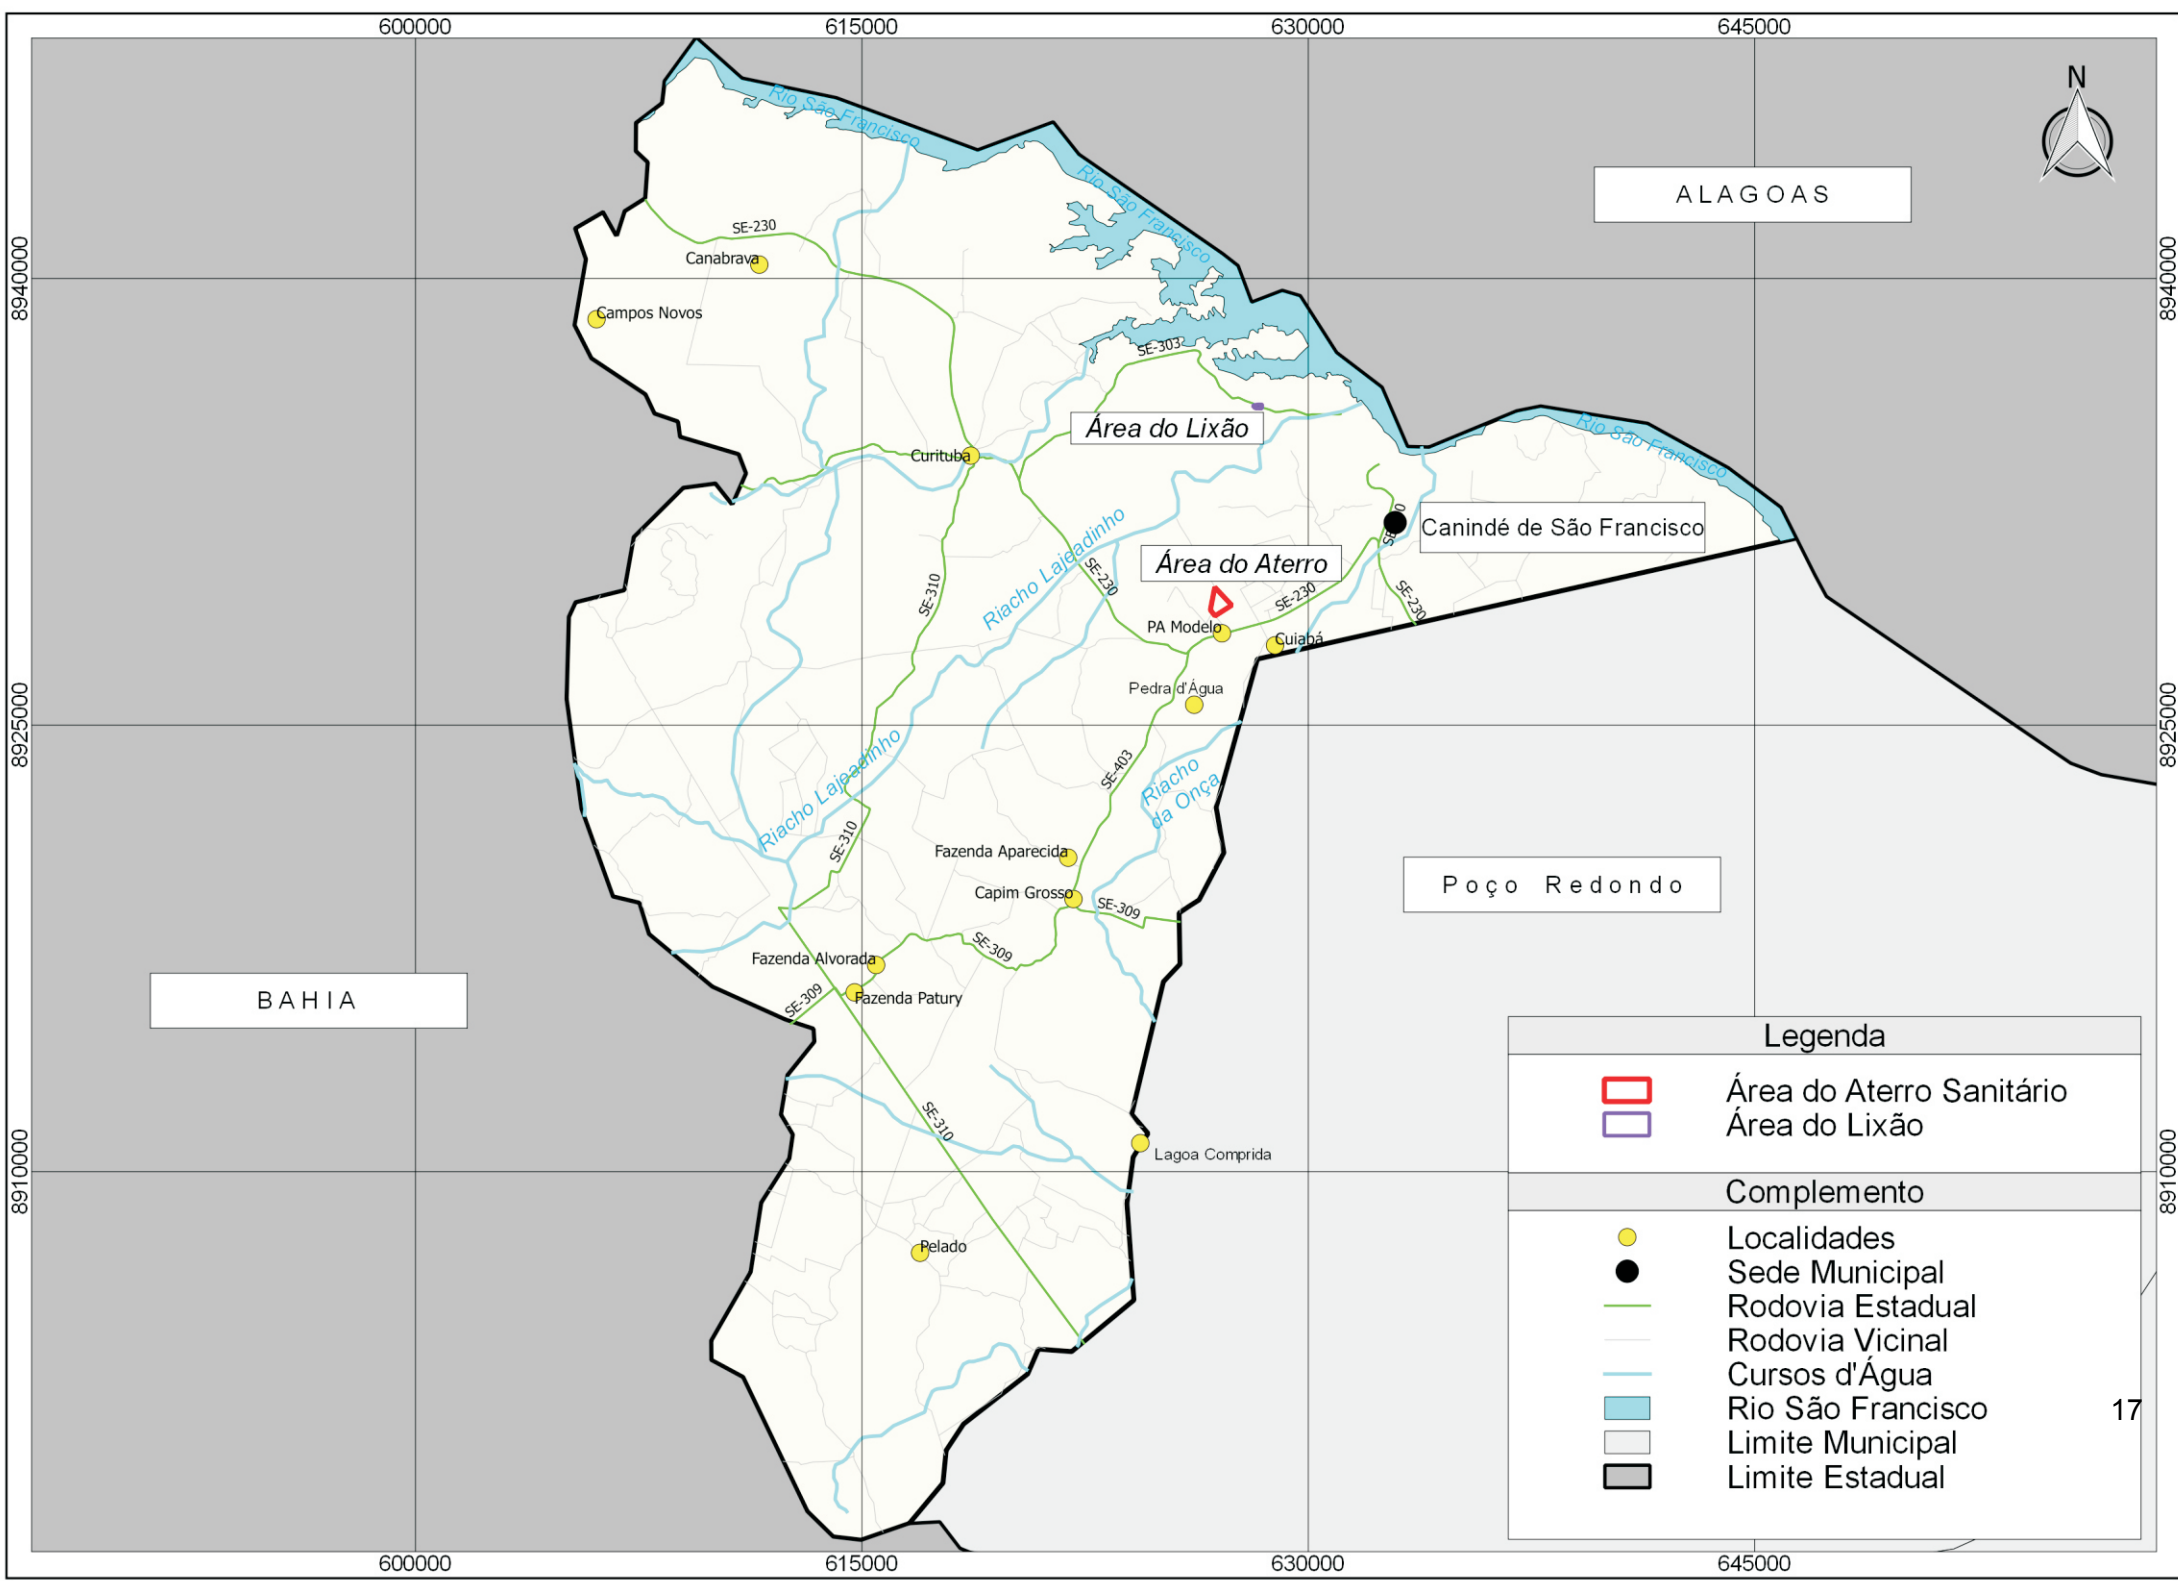 600000
615000
630000
645000
N
Rio São Francisco
Rio São Francisco
ALAGOAS
SE-230
Canabrava
8940000
8940000
Campos Novos
SE-303
Área do Lixão
Rio São Francisco
Curituba
Riacho Lajeadinho
Canindé de São Francisco
Área do Aterro
SE-230
SE-310
SE-230
SE-230
PA Modelo
Cuiabá
Pedra d'Água
8925000
8925000
Riacho Lajeadinho
SE-403
Riacho
da Onça
SE-310
Fazenda Aparecida
Capim Grosso
SE-309
Poço Redondo
SE-309
Fazenda Alvorada
BAHIA
SE-309
Fazenda Patury
SE-310
Lagoa Comprida
8910000
8910000
Pelado
Legenda
Área do Aterro Sanitário
Área do Lixão
Complemento
Localidades
Sede Municipal
Rodovia Estadual
Rodovia Vicinal
Cursos d'Água
Rio São Francisco
17
Limite Municipal
Limite Estadual
600000
615000
630000
645000